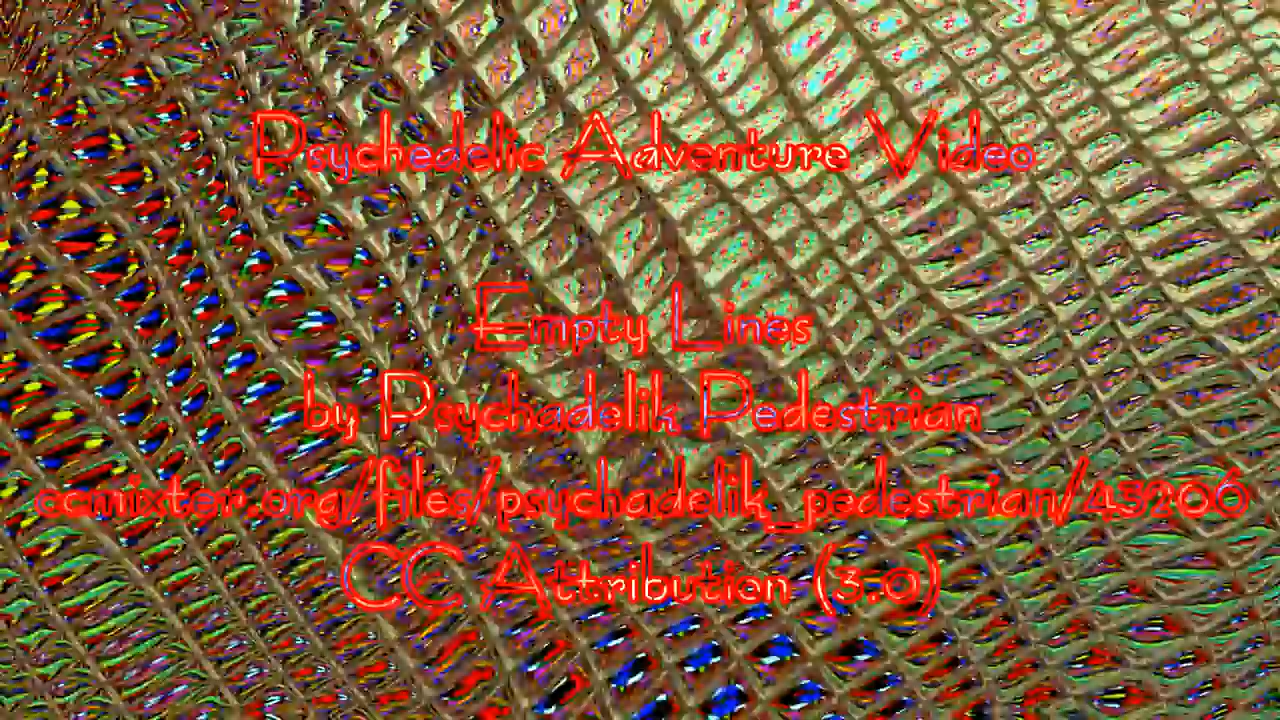 Psychedelic Adventure Video
Empty Lines
by Psychadelik Pedestrian
ccmixter.org/files/psychadelik_pedestrian/43206
CC Attribution (3.0)